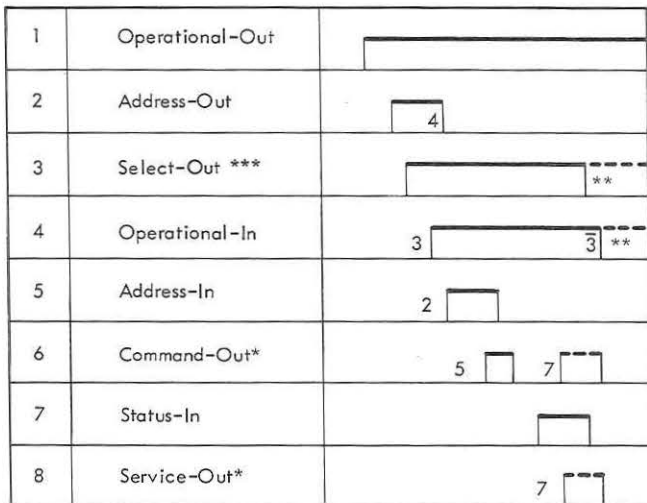 1 Operational-Out
2 Address-Out 4
3 Select-Out *** **
4 Operational-In 3 3̅ **
5 Address-In 2
6 Command-Out* 5 7
7 Status-In
8 Service-Out* 7